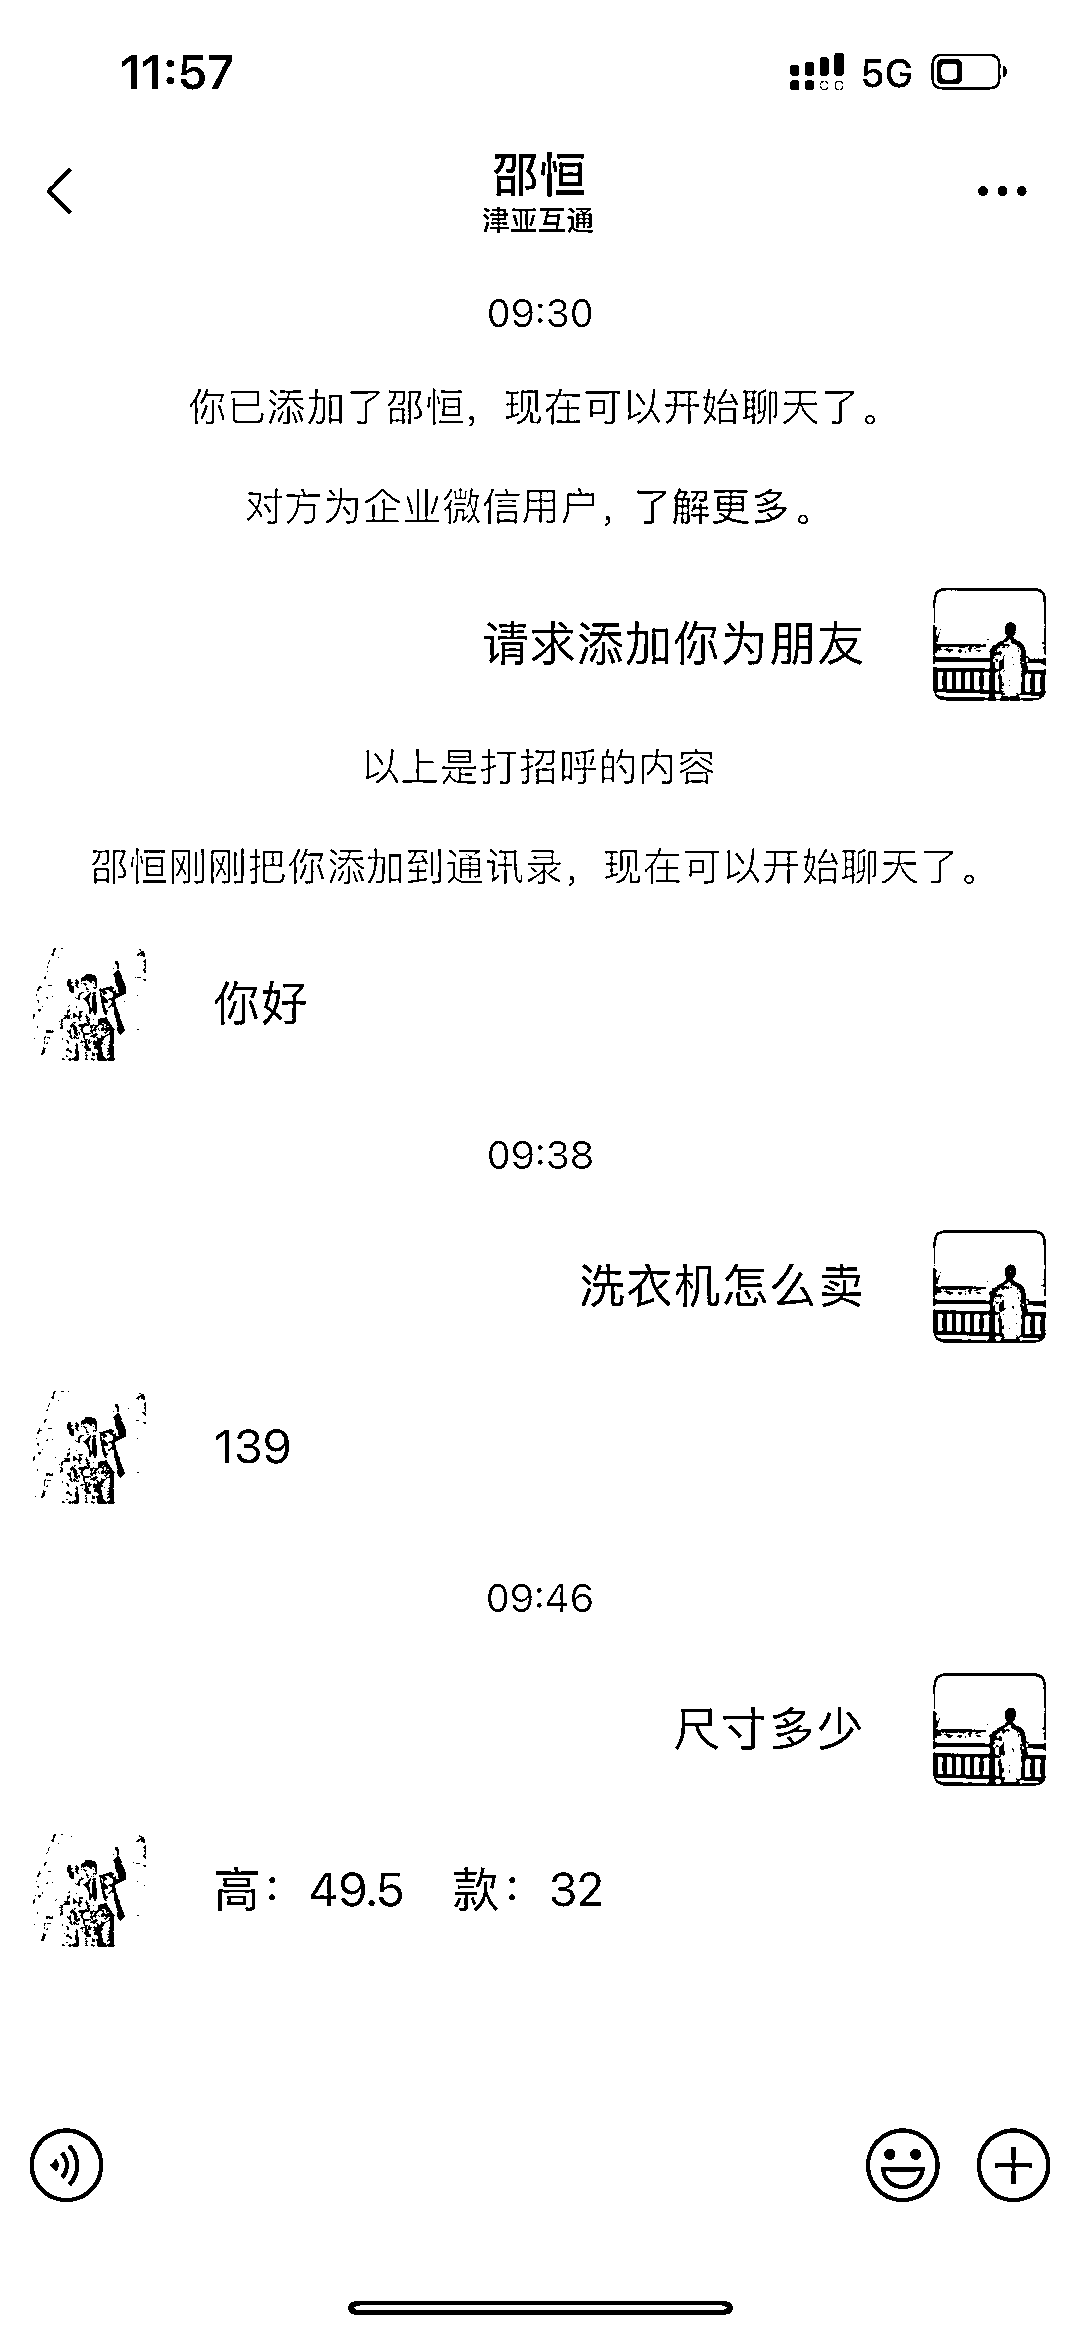 11:57
5G
邵恒
津亚互通
09:30
你已添加了邵恒，现在可以开始聊天了。
对方为企业微信用户，了解更多。
请求添加你为朋友
以上是打招呼的内容
邵恒刚刚把你添加到通讯录，现在可以开始聊天了。
你好
09:38
洗衣机怎么卖
139
09:46
尺寸多少
高：49.5 款：32